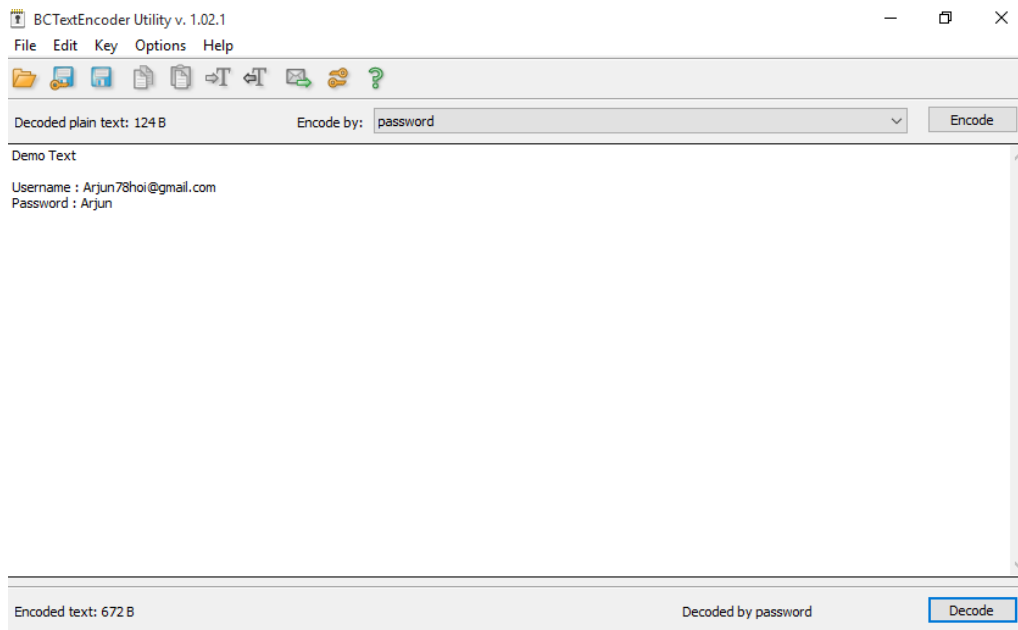 BCTextEncoder Utility v. 1.02.1
File Edit Key Options Help
Decoded plain text: 124 B Encode by: password Encode
Demo Text
Username : Arjun78hoi@gmail.com
Password : Arjun
Encoded text: 672 B Decoded by password Decode